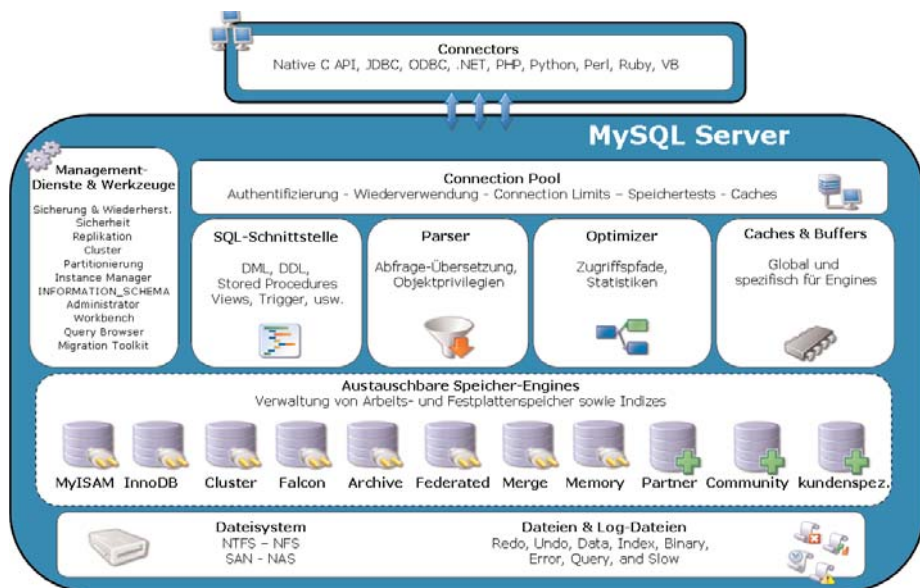 Connectors
Native C API, JDBC, ODBC, .NET, PHP, Python, Perl, Ruby, VB
MySQL Server
Management-
Dienste & Werkzeuge
Sicherung & Wiederherst.
Sicherheit
Replikation
Cluster
Partitionierung
Instance Manager
INFORMATION_SCHEMA
Administrator
Workbench
Query Browser
Migration Toolkit
Connection Pool
Authentifizierung - Wiederverwendung - Connection Limits – Speichertests - Caches
SQL-Schnittstelle
DML, DDL,
Stored Procedures
Views, Trigger, usw.
Parser
Abfrage-Übersetzung,
Objektprivilegien
Optimizer
Zugriffspfade,
Statistiken
Caches & Buffers
Global und
spezifisch für Engines
Austauschbare Speicher-Engines
Verwaltung von Arbeits- und Festplattenspeicher sowie Indizes
MyISAM InnoDB Cluster Falcon Archive Federated Merge Memory Partner Community kundenspez.
Dateisystem
NTFS – NFS
SAN - NAS
Dateien & Log-Dateien
Redo, Undo, Data, Index, Binary,
Error, Query, and Slow